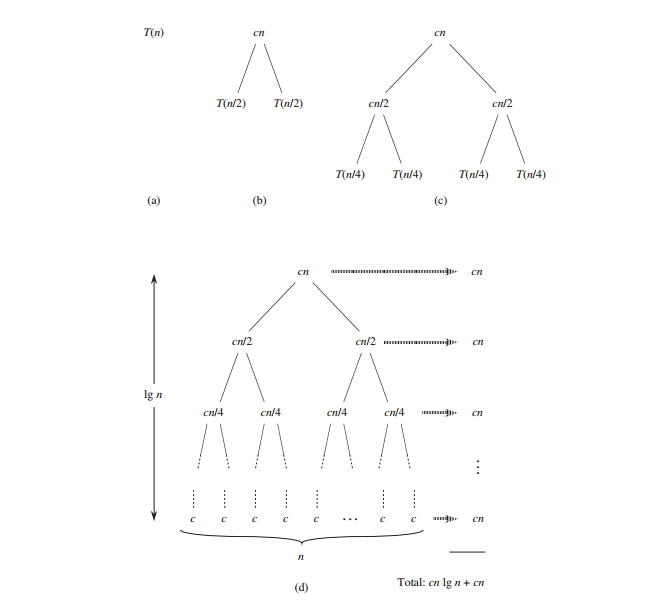 T(n) cn cn
T(n/2) T(n/2) cn/2 cn/2
T(n/4) T(n/4) T(n/4) T(n/4)
(a) (b) (c)
cn cn
cn/2 cn/2 cn
lg n
cn/4 cn/4 cn/4 cn/4 cn
c c c c c ... c c cn
n
(d) Total: cn lg n + cn